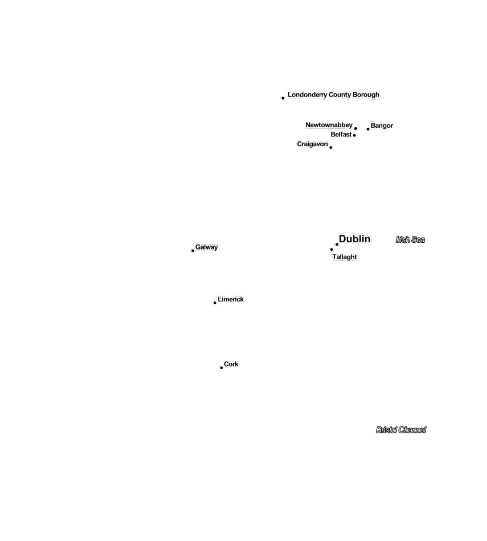 Londonderry County Borough
Newtownabbey
Bangor
Belfast
Craigavon
Dublin
Irish Sea
Galway
Tallaght
Limerick
Cork
Bristol Channel